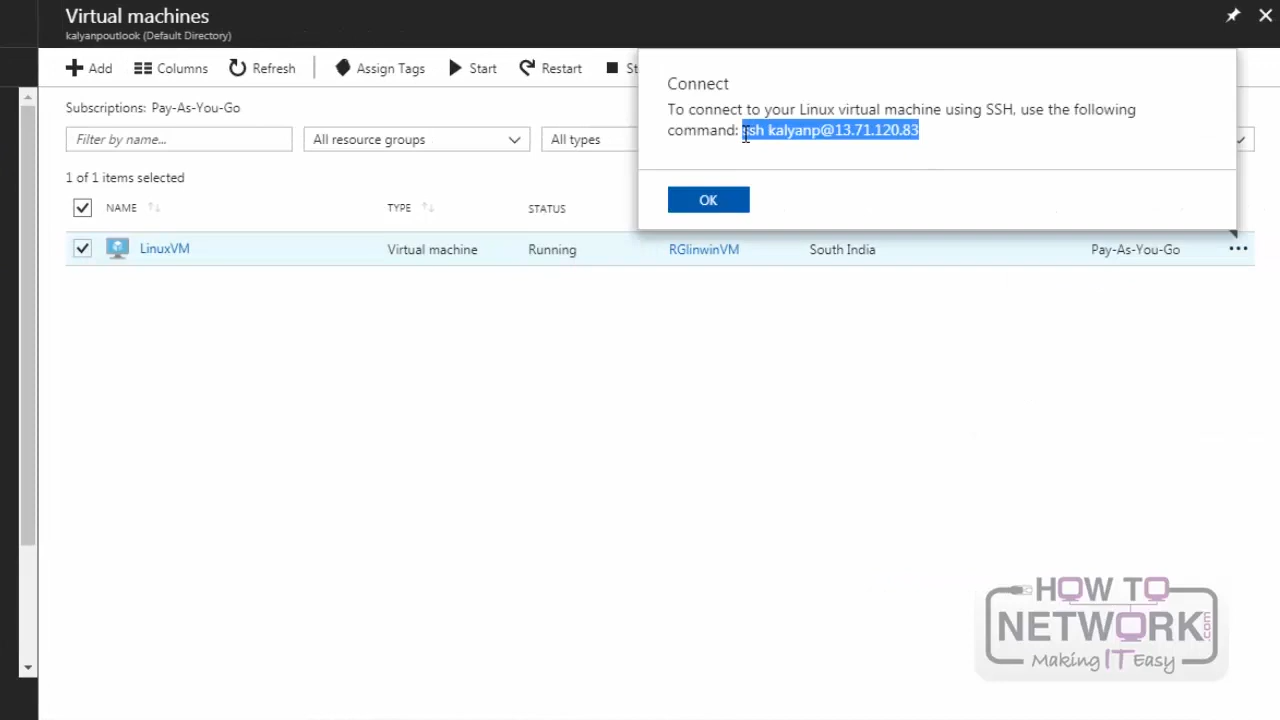 Virtual machines
kalyanpoutlook (Default Directory)
Add Columns Refresh Assign Tags Start Restart St
Subscriptions: Pay-As-You-Go
Filter by name... All resource groups All types
1 of 1 items selected
NAME TYPE STATUS
LinuxVM Virtual machine Running RGlinwinVM South India Pay-As-You-Go
Connect
To connect to your Linux virtual machine using SSH, use the following
command: ssh kalyanp@13.71.120.83
OK
HOW TO
NETWORK.com
Making IT Easy